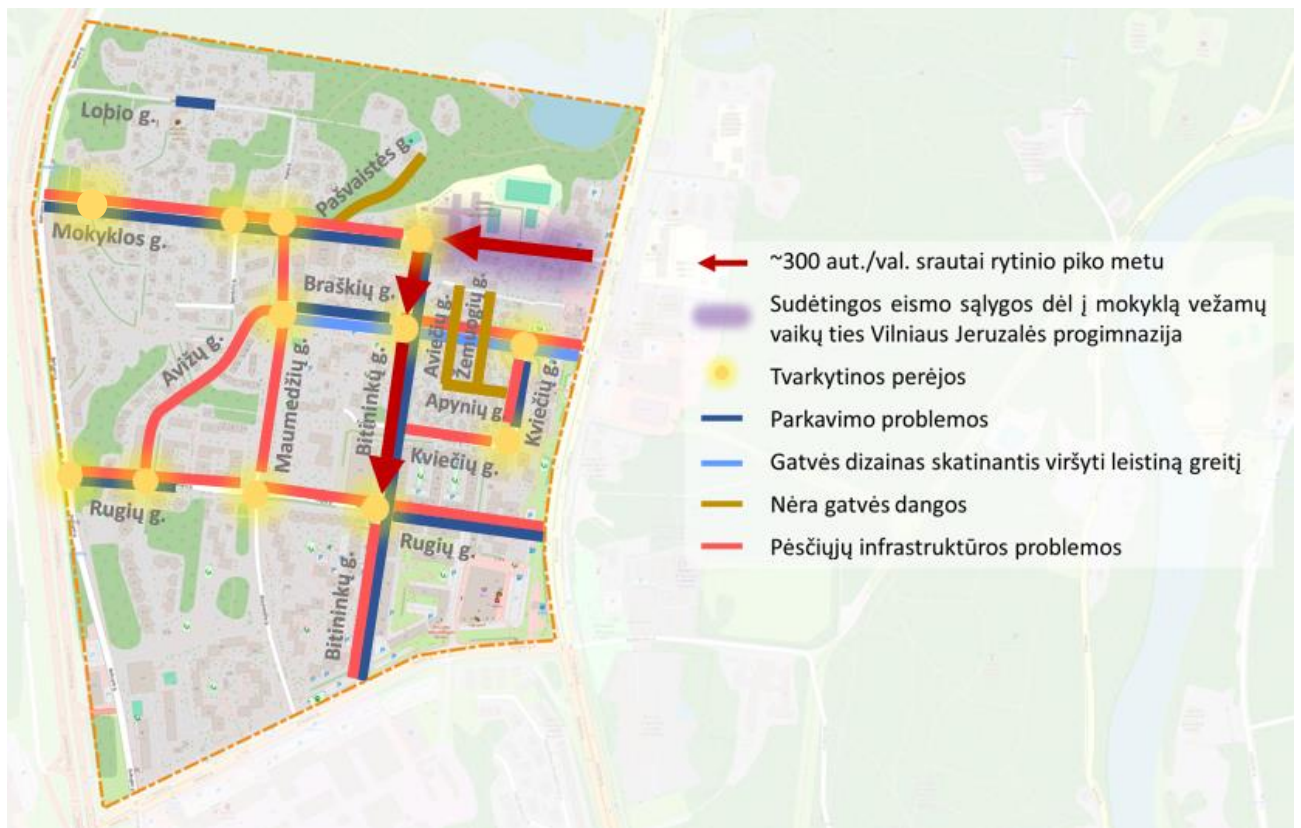 Lobio g.
Pašvaistės g.
Mokyklos g.
Braškių g.
Aviečių g.
Žemuogių g.
Avižų g.
Maumedžių g.
Bitininkų g.
Apynių g.
Kviečių g.
Kviečių g.
Rugių g.
Rugių g.
Bitininkų g.
~300 aut./val. srautai rytinio piko metu
Sudėtingos eismo sąlygos dėl į mokyklą vežamų
vaikų ties Vilniaus Jeruzalės progimnazija
Tvarkytinos perėjos
Parkavimo problemos
Gatvės dizainas skatinantis viršyti leistiną greitį
Nėra gatvės dangos
Pėsčiųjų infrastruktūros problemos